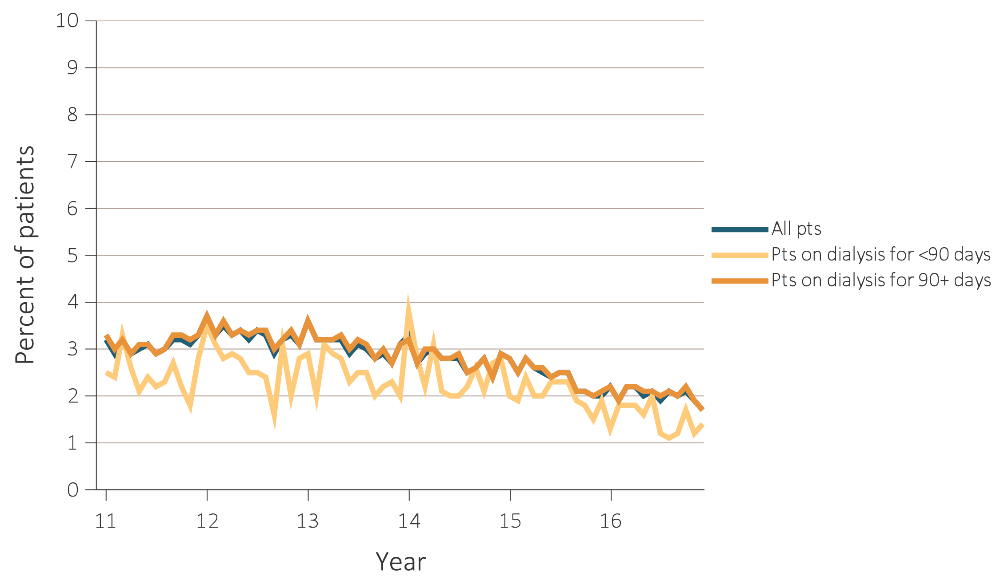 10
9
8
7
6
5
4
3
2
1
0
Percent of patients
11 12 13 14 15 16
Year
All pts
Pts on dialysis for <90 days
Pts on dialysis for 90+ days